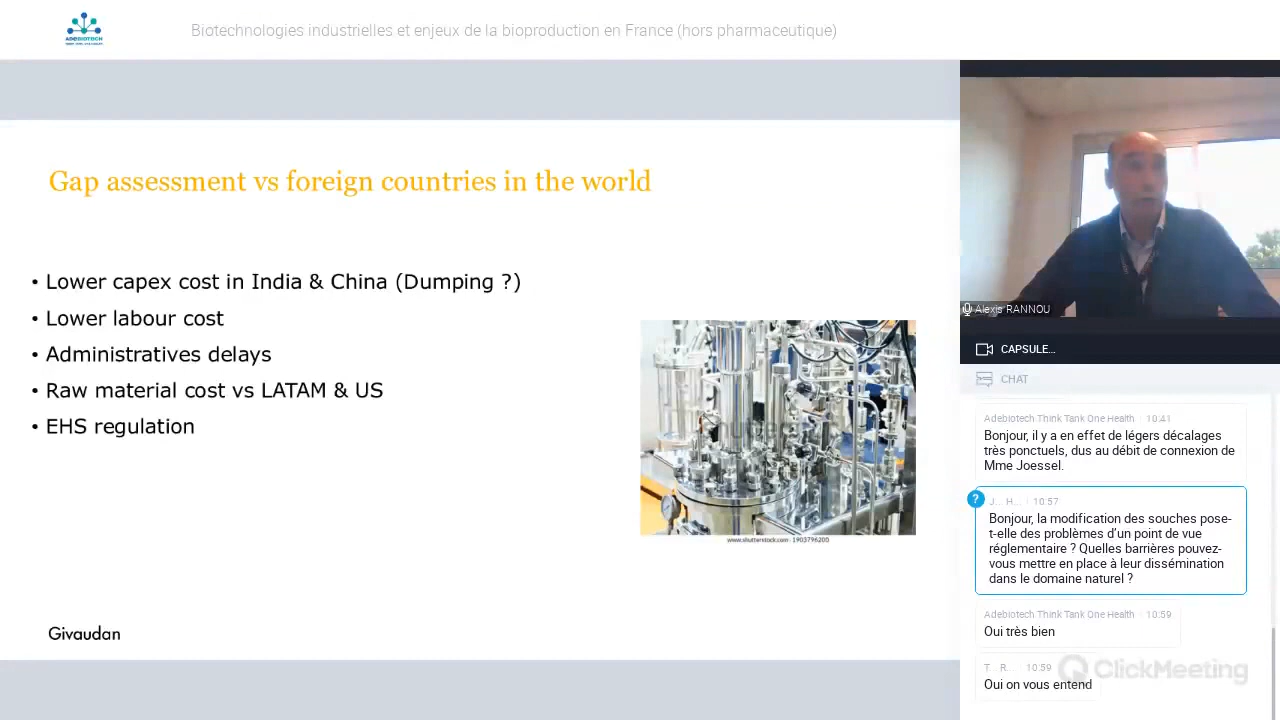 ADEBIOTECH
Biotechnologies industrielles et enjeux de la bioproduction en France (hors pharmaceutique)
Gap assessment vs foreign countries in the world
• Lower capex cost in India & China (Dumping ?)
• Lower labour cost
• Administratives delays
• Raw material cost vs LATAM & US
• EHS regulation
www.shutterstock.com · 1903796205
Givaudan
Alexis RANNOU
CAPSULE...
CHAT
Adebiotech Think Tank One Health 10:41
Bonjour, il y a en effet de légers décalages
très ponctuels, dus au débit de connexion de
Mme Joessel.
?
J... H... 10:57
Bonjour, la modification des souches pose-
t-elle des problèmes d'un point de vue
réglementaire ? Quelles barrières pouvez-
vous mettre en place à leur dissémination
dans le domaine naturel ?
Adebiotech Think Tank One Health 10:59
Oui très bien
T... R... 10:59
Oui on vous entend
ClickMeeting